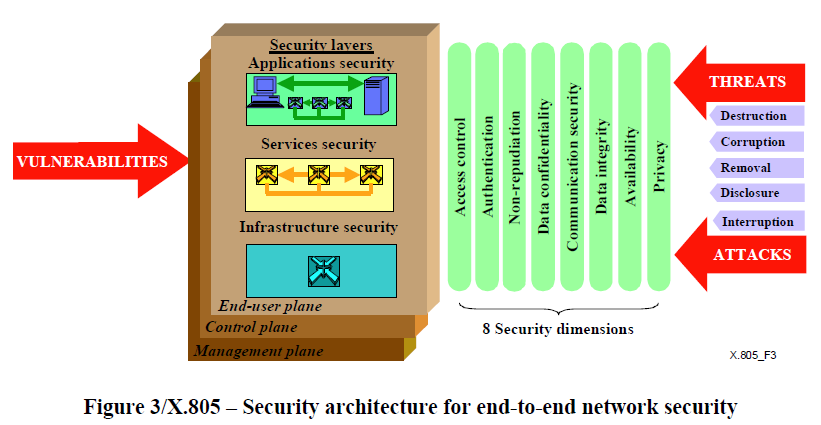 Security layers
Applications security
Services security
Infrastructure security
End-user plane
Control plane
Management plane
VULNERABILITIES
Access control
Authentication
Non-repudiation
Data confidentiality
Communication security
Data integrity
Availability
Privacy
8 Security dimensions
THREATS
Destruction
Corruption
Removal
Disclosure
Interruption
ATTACKS
X.805_F3
Figure 3/X.805 – Security architecture for end-to-end network security